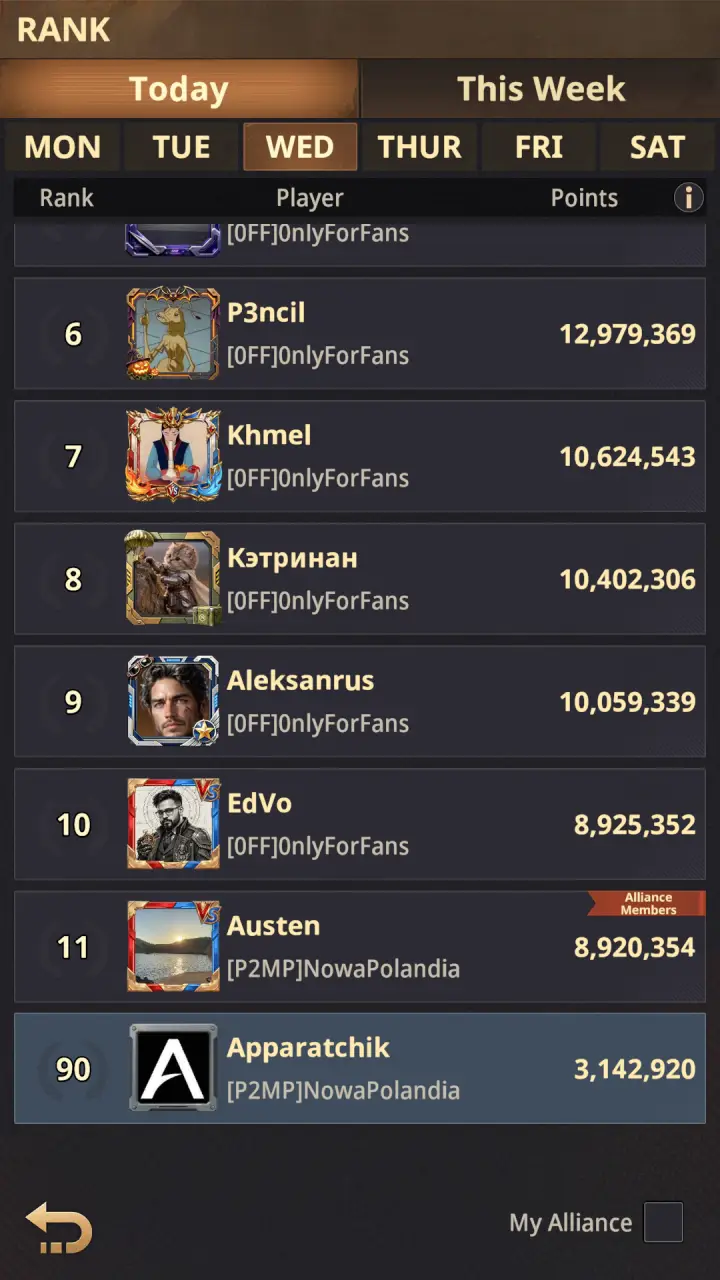 RANK
Today
This Week
MON
TUE
WED
THUR
FRI
SAT
Rank
Player
Points
[0FF]0nlyForFans
6
P3ncil
12,979,369
[0FF]0nlyForFans
7
Khmel
10,624,543
[0FF]0nlyForFans
8
Кэтринан
10,402,306
[0FF]0nlyForFans
9
Aleksanrus
10,059,339
[0FF]0nlyForFans
10
VS
EdVo
8,925,352
[0FF]0nlyForFans
Alliance
Members
11
VS
Austen
8,920,354
[P2MP]NowaPolandia
90
Apparatchik
3,142,920
[P2MP]NowaPolandia
My Alliance